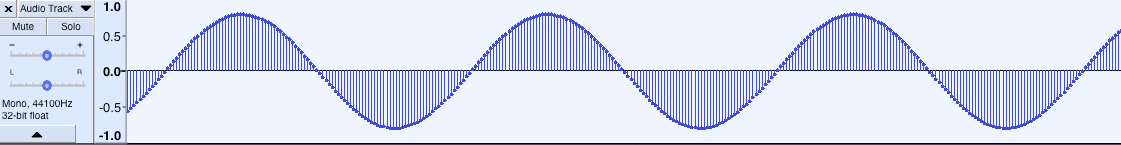 × Audio Track ▼
Mute Solo
- +
L R
Mono, 44100Hz
32-bit float
1.0
0.5
0.0
-0.5
-1.0